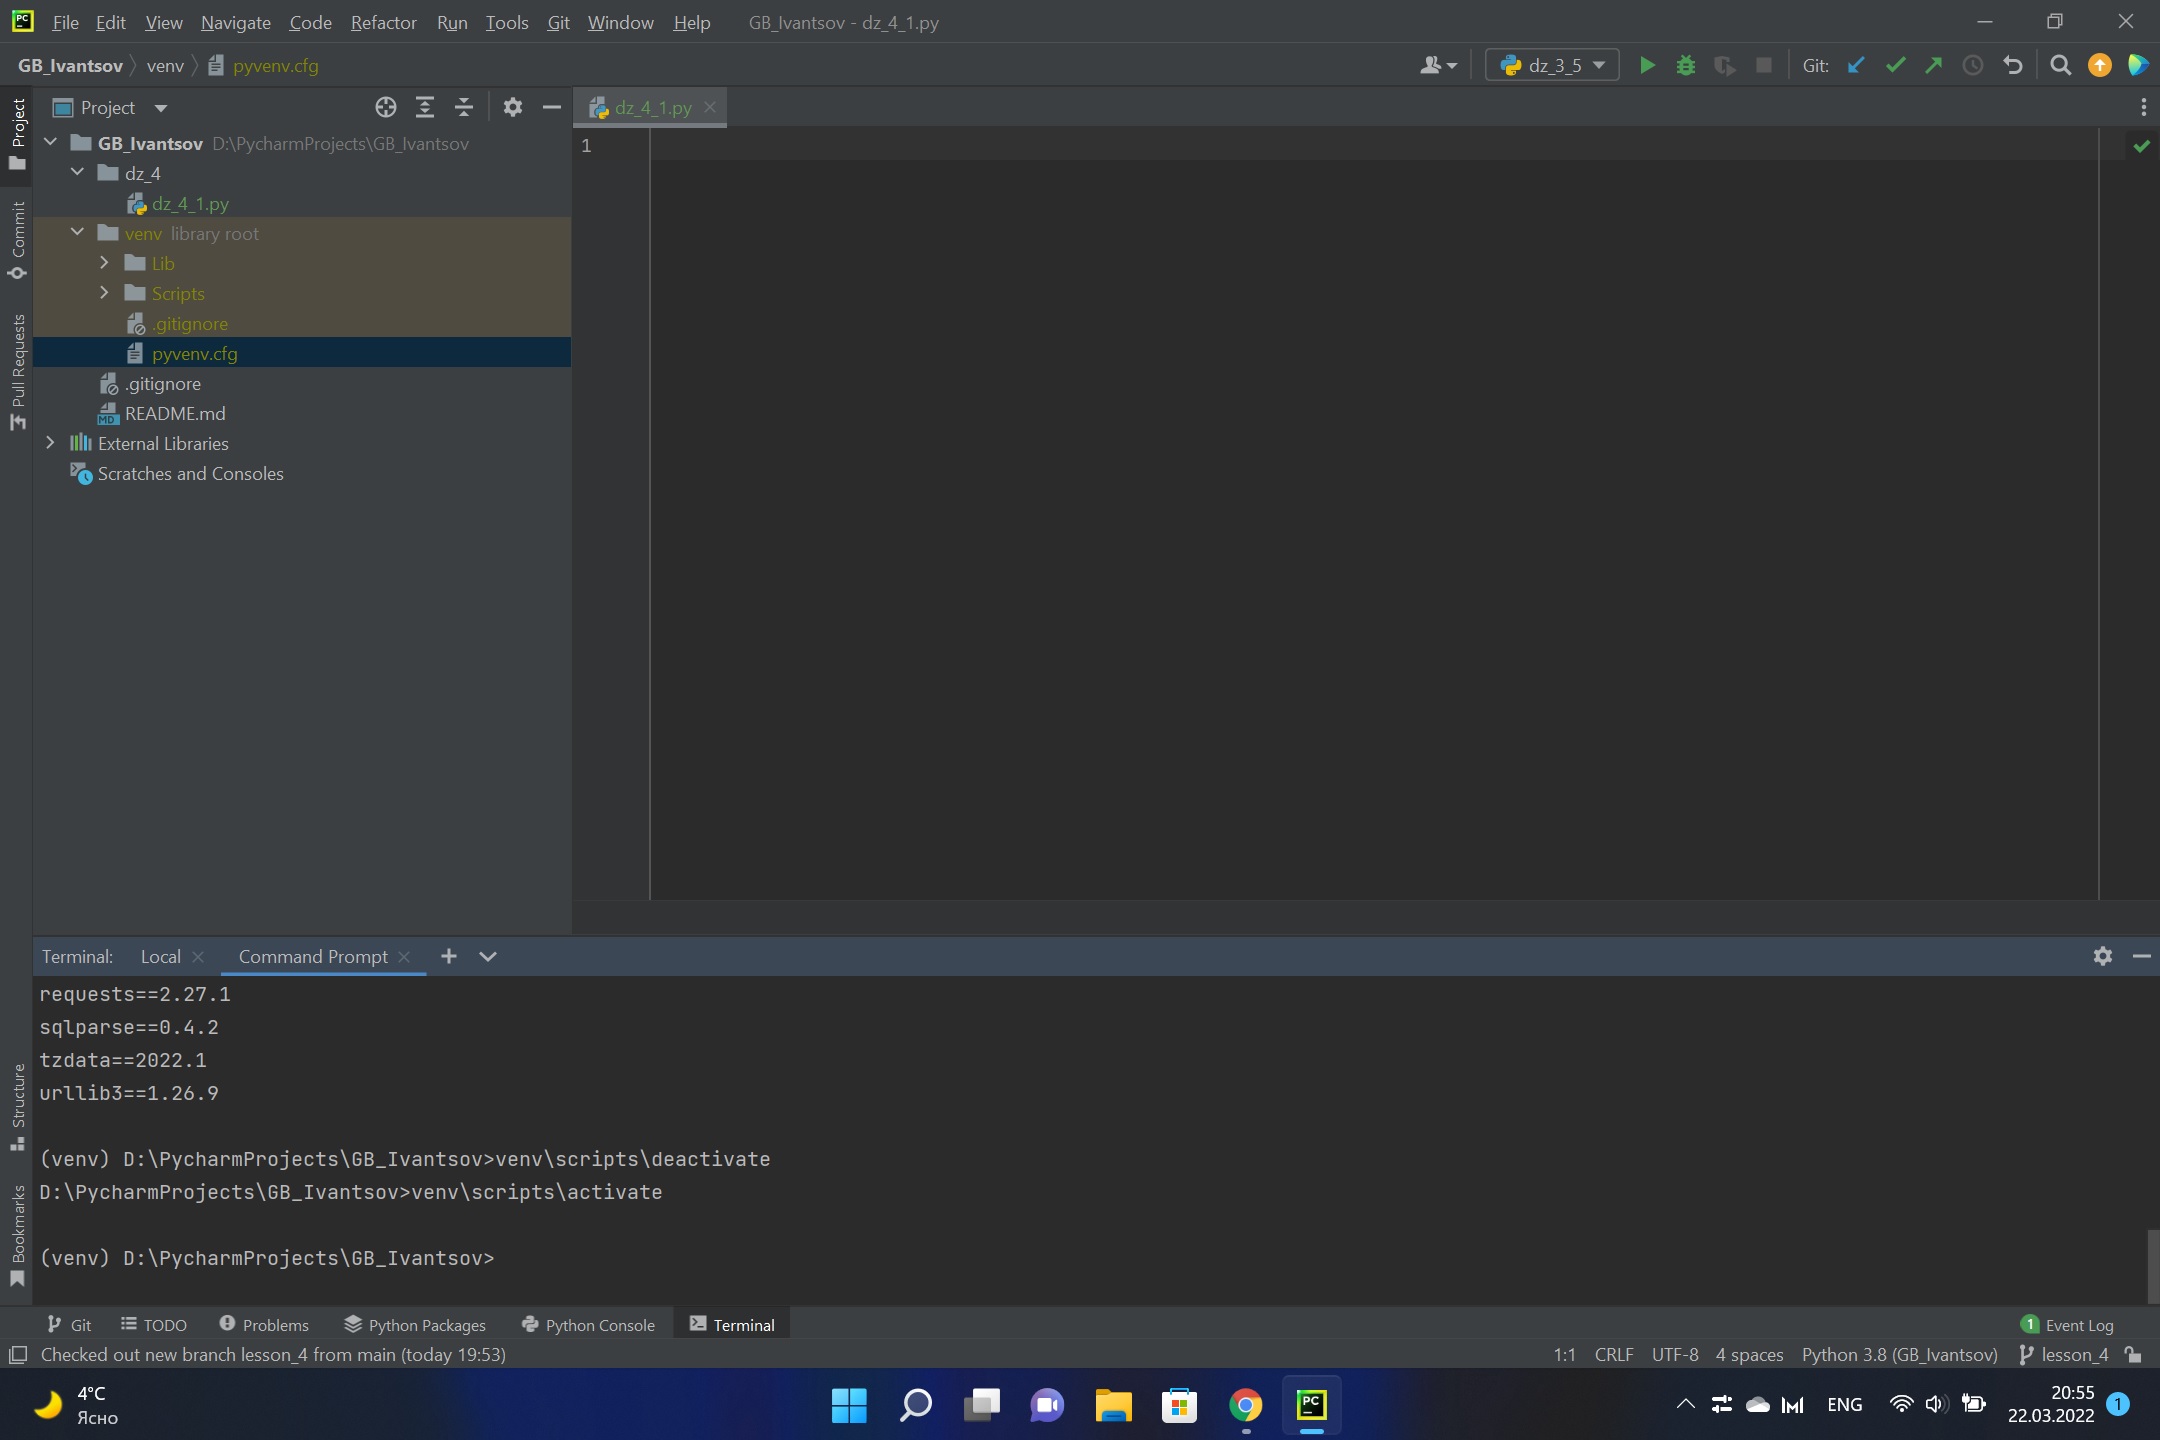 File Edit View Navigate Code Refactor Run Tools Git Window Help GB_Ivantsov - dz_4_1.py
GB_Ivantsov venv pyvenv.cfg dz_3_5 Git:
Project
dz_4_1.py
GB_Ivantsov D:\PycharmProjects\GB_Ivantsov
dz_4
dz_4_1.py
venv library root
Lib
Scripts
.gitignore
pyvenv.cfg
.gitignore
README.md
External Libraries
Scratches and Consoles
1
Project
Commit
Pull Requests
Structure
Bookmarks
Terminal: Local Command Prompt
requests==2.27.1
sqlparse==0.4.2
tzdata==2022.1
urllib3==1.26.9
(venv) D:\PycharmProjects\GB_Ivantsov>venv\scripts\deactivate
D:\PycharmProjects\GB_Ivantsov>venv\scripts\activate
(venv) D:\PycharmProjects\GB_Ivantsov>
Git TODO Problems Python Packages Python Console Terminal 1 Event Log
Checked out new branch lesson_4 from main (today 19:53) 1:1 CRLF UTF-8 4 spaces Python 3.8 (GB_Ivantsov) lesson_4
4°C
Ясно
PC
ENG
20:55
22.03.2022
1